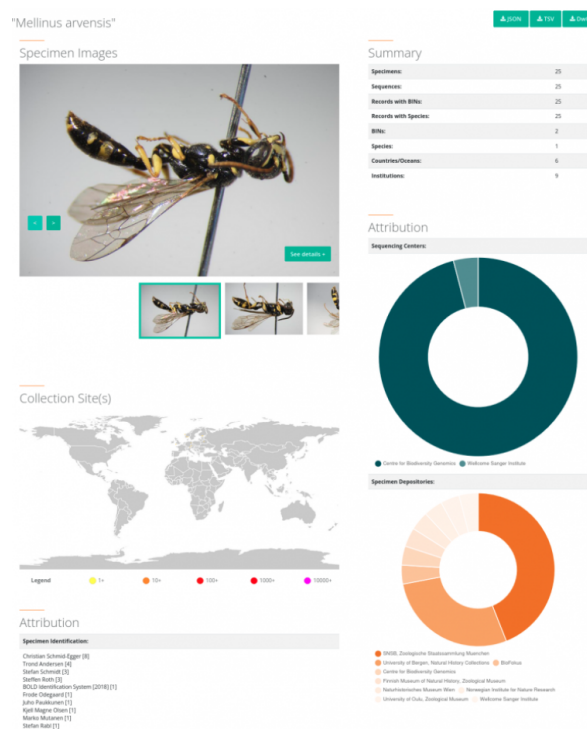 "Mellinus arvensis"
JSON
TSV
Specimen Images
<
>
See details +
Collection Site(s)
Legend 1+ 10+ 100+ 1000+ 10000+
Attribution
Specimen Identification:
Christian Schmid-Egger [8]
Trond Andersen [4]
Stefan Schmidt [3]
Steffen Roth [3]
BOLD Identification System [2018] [1]
Frode Odegaard [1]
Juho Paukkunen [1]
Kjell Magne Olsen [1]
Marko Mutanen [1]
Stefan Rabl [1]
Summary
Specimens: 25
Sequences: 25
Records with BINs: 25
Records with Species: 25
BINs: 2
Species: 1
Countries/Oceans: 6
Institutions: 9
Attribution
Sequencing Centers:
Centre for Biodiversity Genomics Wellcome Sanger Institute
Specimen Depositories:
SNSB, Zoologische Staatssammlung Muenchen
University of Bergen, Natural History Collections BioFokus
Centre for Biodiversity Genomics
Finnish Museum of Natural History, Zoological Museum
Naturhistorisches Museum Wien Norwegian Institute for Nature Research
University of Oulu, Zoological Museum Wellcome Sanger Institute